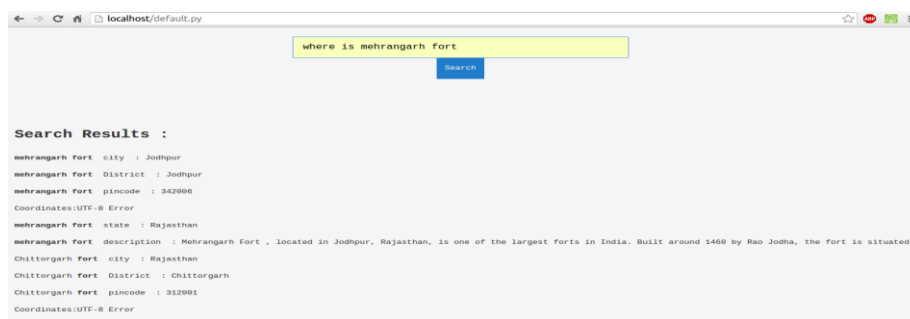 localhost/default.py
ABP
where is mehrangarh fort
Search
Search Results :
mehrangarh fort city : Jodhpur
mehrangarh fort District : Jodhpur
mehrangarh fort pincode : 342006
Coordinates:UTF-8 Error
mehrangarh fort state : Rajasthan
mehrangarh fort description : Mehrangarh Fort , located in Jodhpur, Rajasthan, is one of the largest forts in India. Built around 1460 by Rao Jodha, the fort is situated
Chittorgarh fort city : Rajasthan
Chittorgarh fort District : Chittorgarh
Chittorgarh fort pincode : 312001
Coordinates:UTF-8 Error